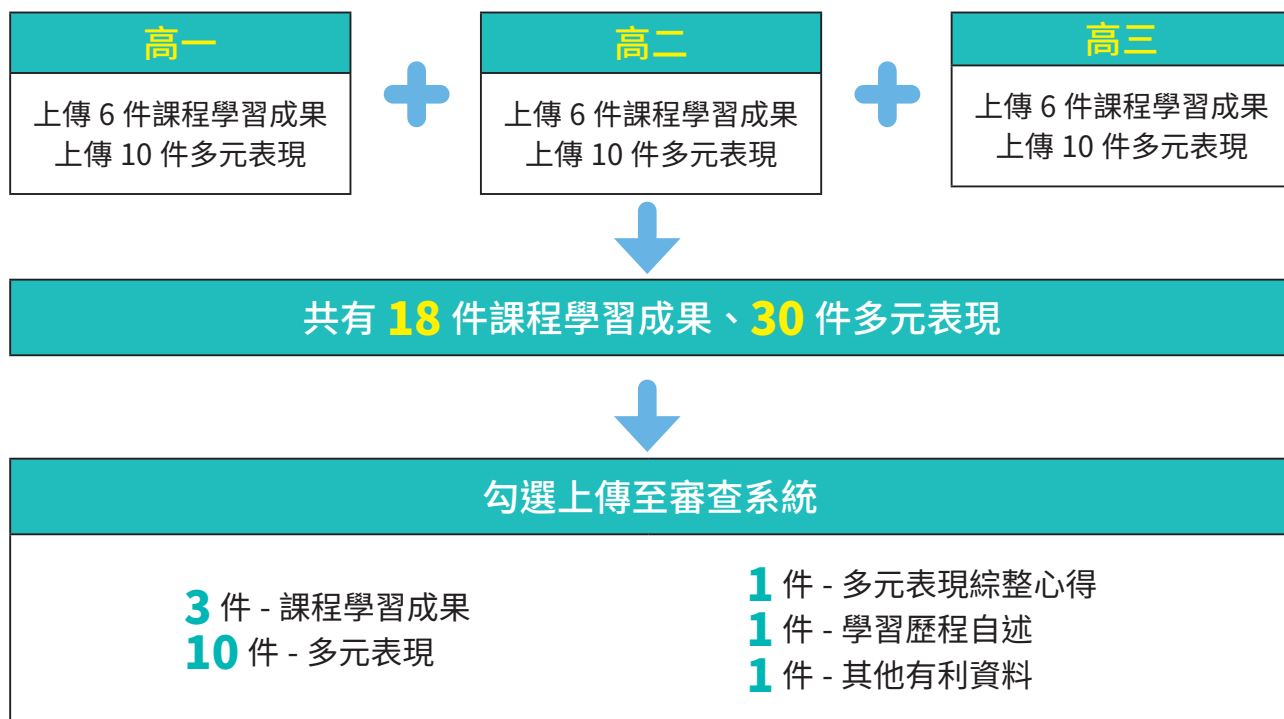 高一
上傳 6 件課程學習成果
上傳 10 件多元表現
高二
上傳 6 件課程學習成果
上傳 10 件多元表現
高三
上傳 6 件課程學習成果
上傳 10 件多元表現
共有 18 件課程學習成果、30 件多元表現
勾選上傳至審查系統
3 件 - 課程學習成果
10 件 - 多元表現
1 件 - 多元表現綜整心得
1 件 - 學習歷程自述
1 件 - 其他有利資料